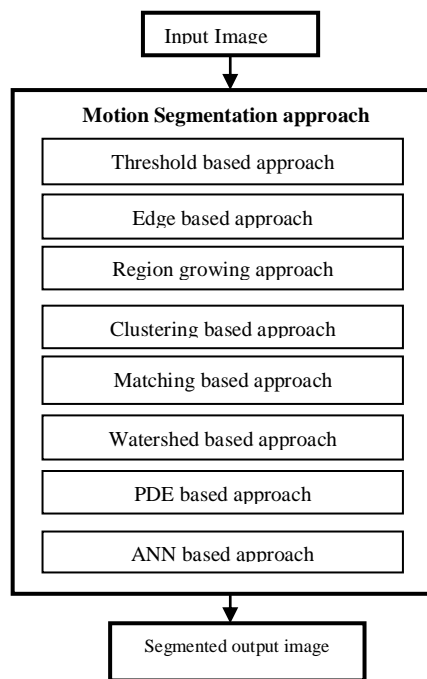 Input Image
Motion Segmentation approach
Threshold based approach
Edge based approach
Region growing approach
Clustering based approach
Matching based approach
Watershed based approach
PDE based approach
ANN based approach
Segmented output image